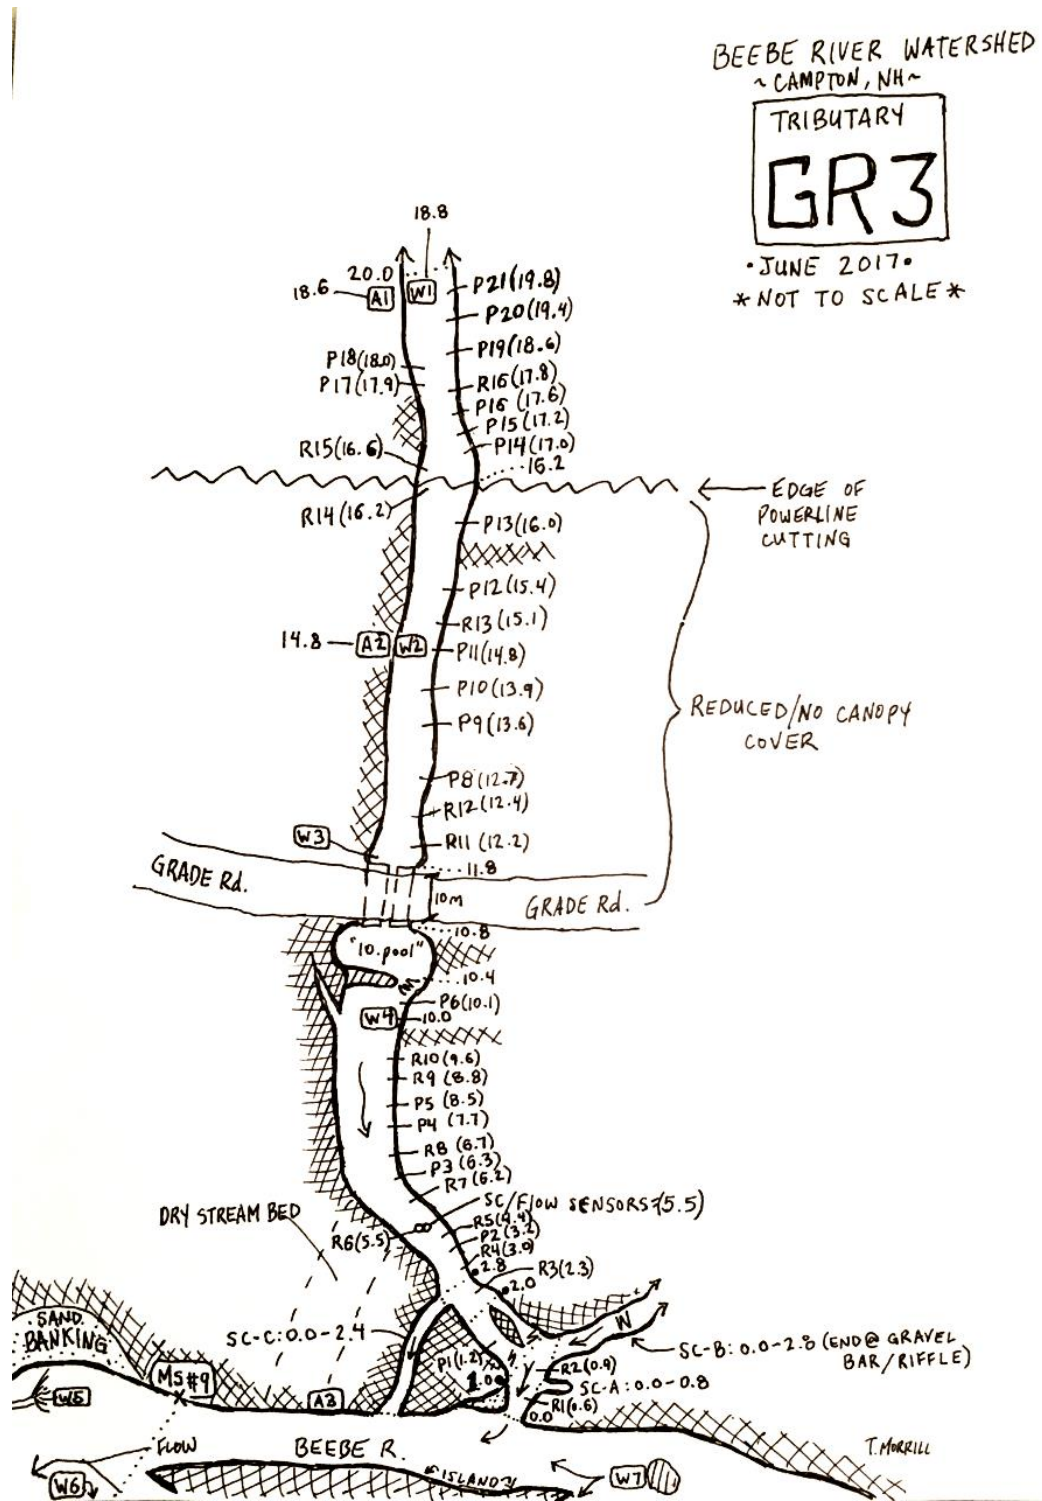 BEEBE RIVER WATERSHED
~CAMPTON, NH~
TRIBUTARY
GR3
•JUNE 2017•
*NOT TO SCALE*
18.8
20.0
18.6
A1
W1
P21(19.8)
P20(19.4)
P19(18.6)
P18(18.0)
P17(17.9)
R16(17.8)
P16(17.6)
P15(17.2)
P14(17.0)
R15(16.6)
16.2
R14(16.2)
EDGE OF
POWERLINE
CUTTING
P13(16.0)
P12(15.4)
R13(15.1)
14.8
A2
W2
P11(14.8)
P10(13.9)
P9(13.6)
REDUCED/NO CANOPY
COVER
P8(12.7)
R12(12.4)
W3
R11(12.2)
11.8
GRADE Rd.
10M
GRADE Rd.
10.8
"10.pool"
10.4
P6(10.1)
W4
10.0
R10(9.6)
R9(8.8)
P5(8.5)
P4(7.7)
R8(6.7)
P3(6.3)
R7(6.2)
SC/FLOW SENSORS(5.5)
DRY STREAM BED
R6(5.5)
R5(4.4)
P2(3.2)
R4(3.0)
2.8
R3(2.3)
2.0
SAND
BANKING
SC-C:0.0-2.4
W
SC-B:0.0-2.8 (END@ GRAVEL
BAR/RIFFLE)
P1(1.2)
R2(0.9)
1.0
SC-A:0.0-0.8
R1(0.6)
0.0
MS#9
W5
A3
FLOW
BEEBE R.
T.MORRILL
W6
ISLAND
W7